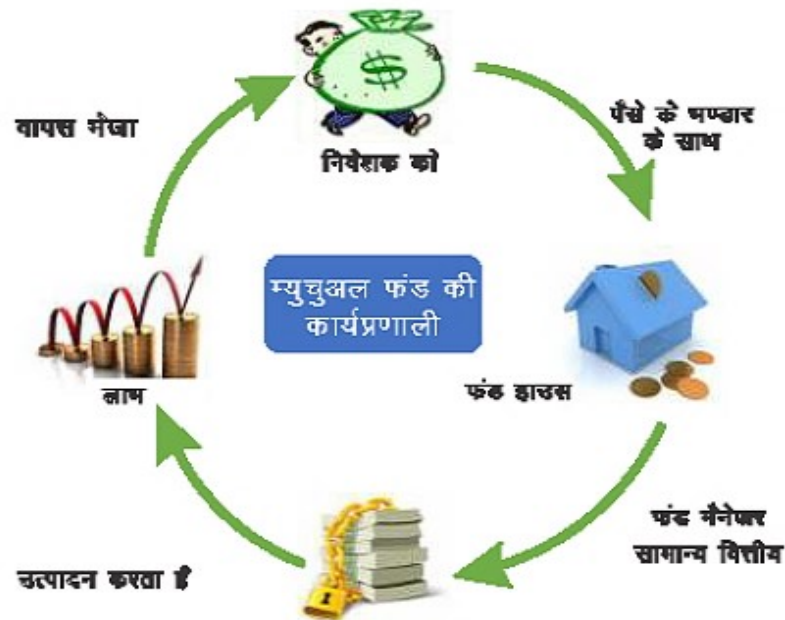 निवेशक को
पैसे के भण्डार
के साथ
फंड हाउस
फंड मैनेजर
सामान्य वित्तीय
उत्पादन करता है
लाभ
वापस भेजा
म्युचुअल फंड की
कार्यप्रणाली